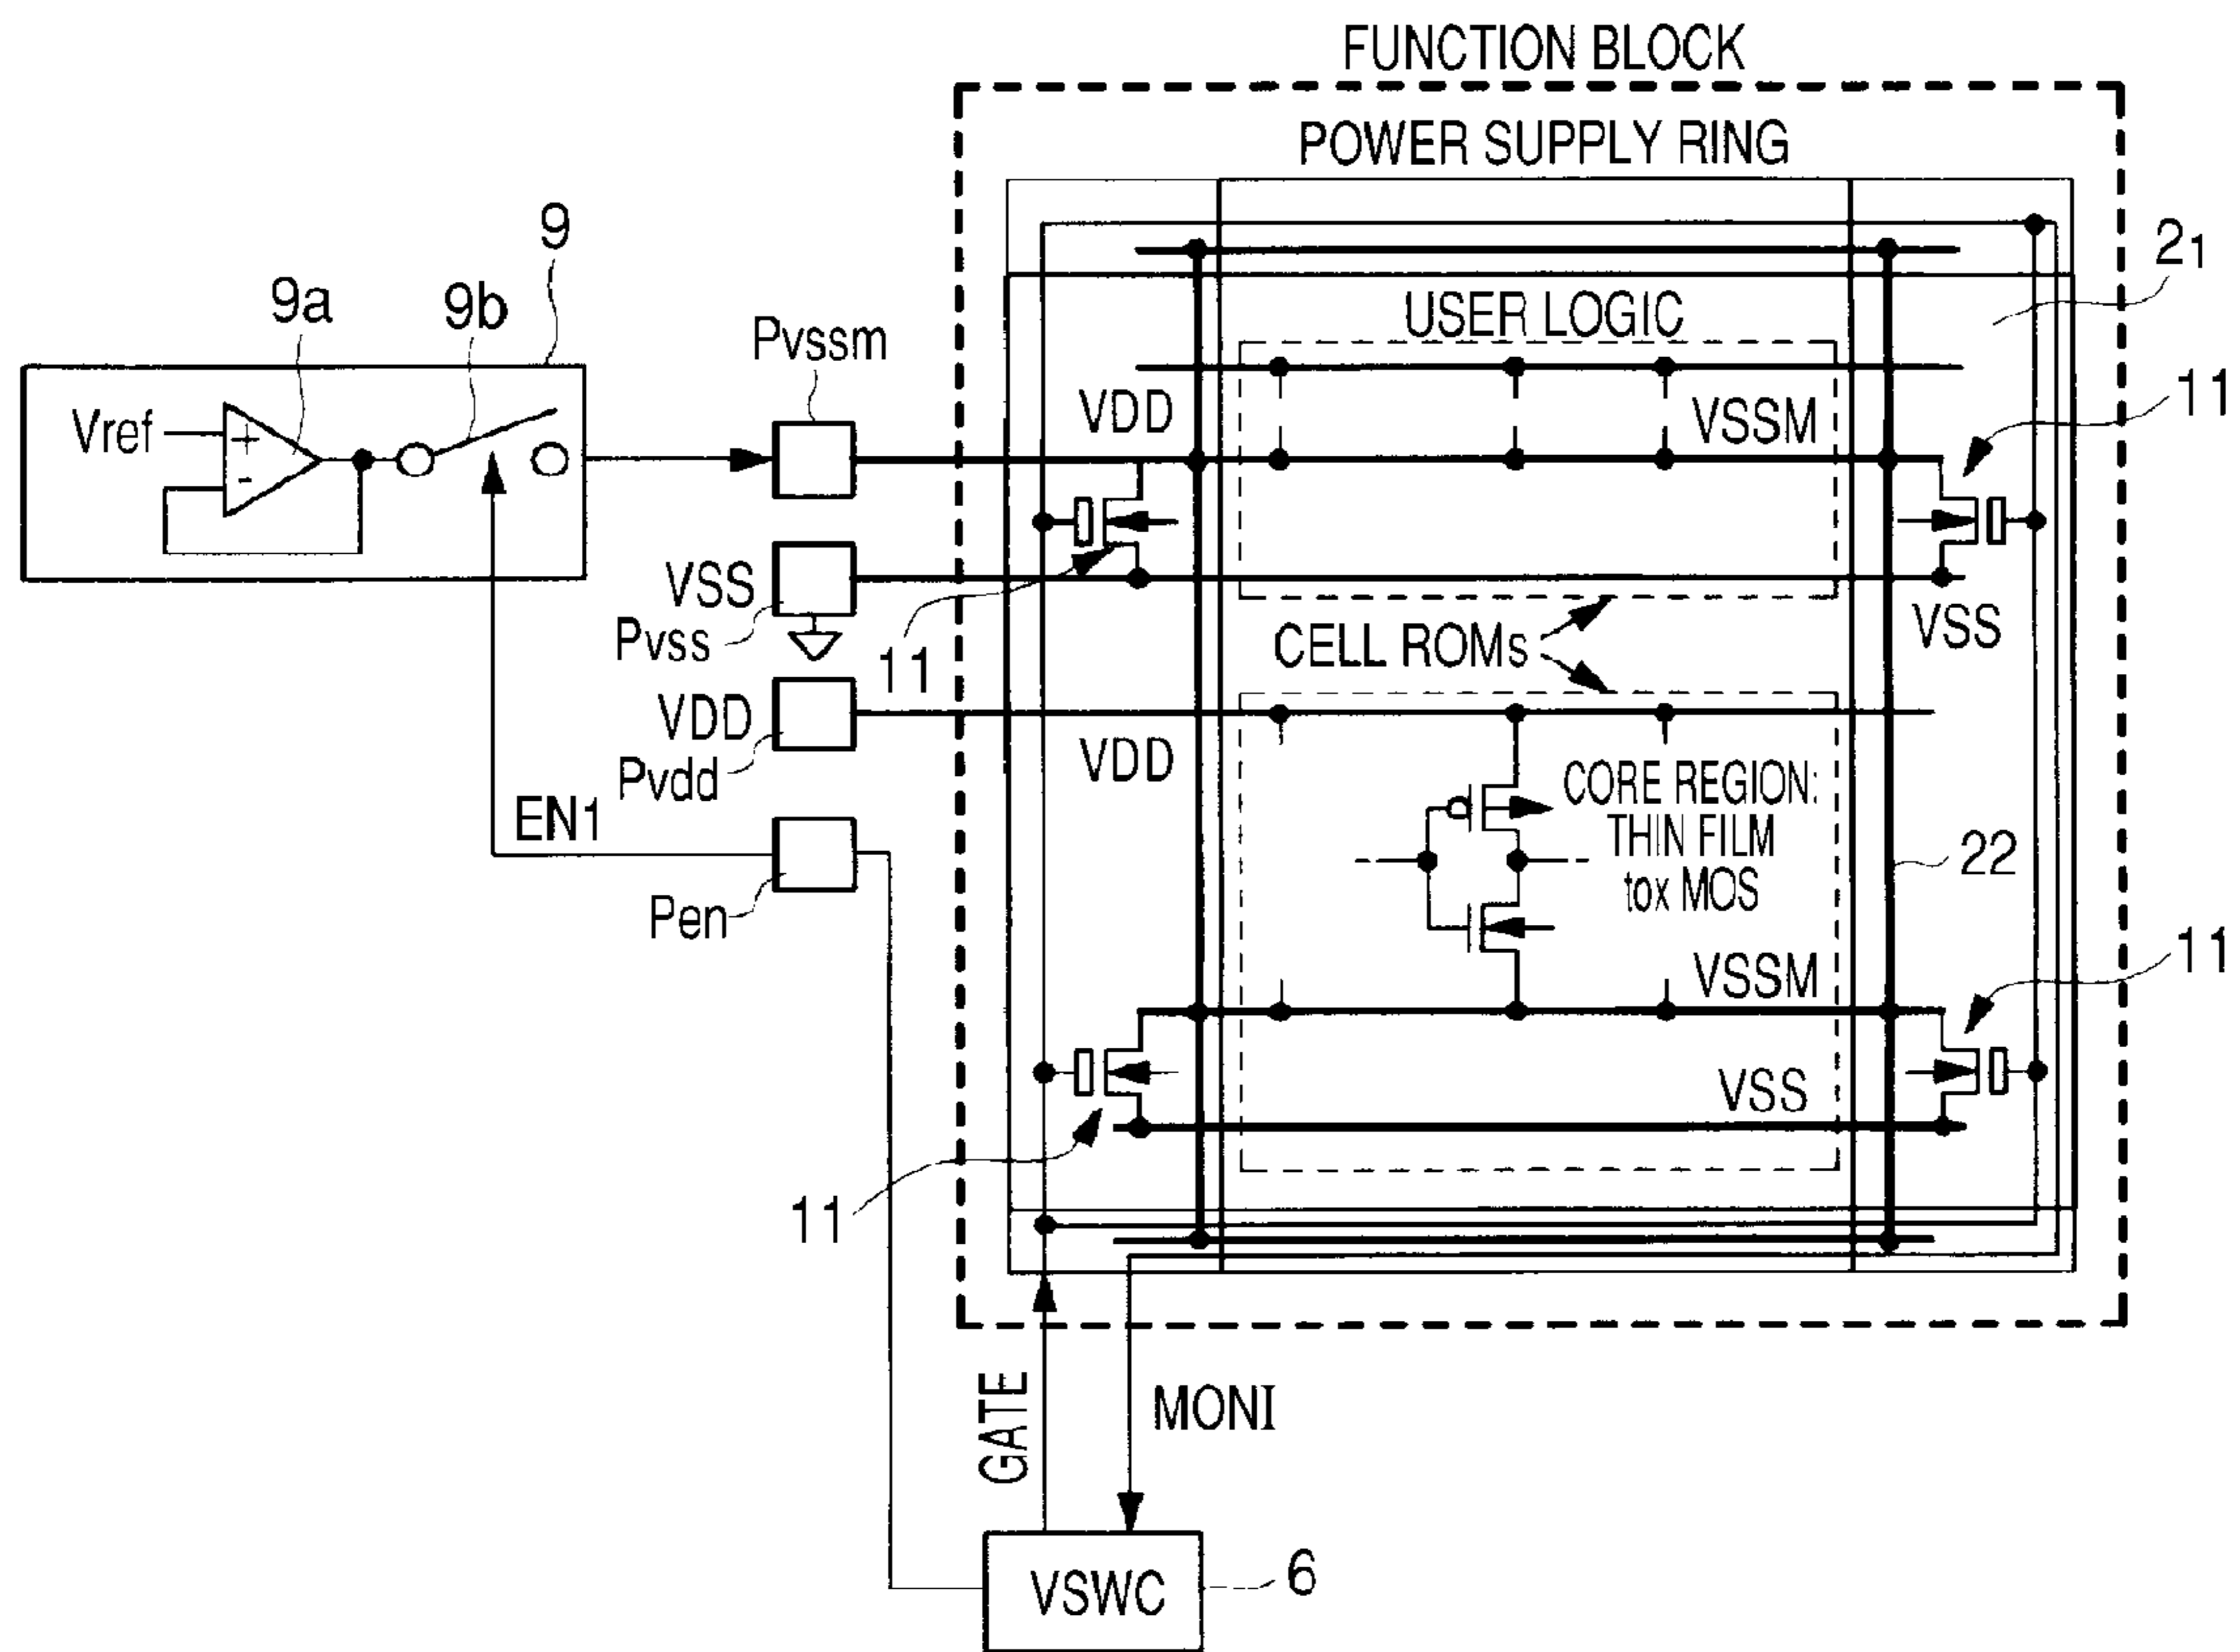 FUNCTION BLOCK
POWER SUPPLY RING
9
9a
9b
Pvssm
USER LOGIC
21
11
Vref
+
-
VDD
VSSM
VSS
Pvss
11
CELL ROMs
VSS
VDD
Pvdd
VDD
CORE REGION:
THIN FILM
tox MOS
22
EN1
Pen
VSSM
11
VSS
11
GATE
MONI
VSWC
6